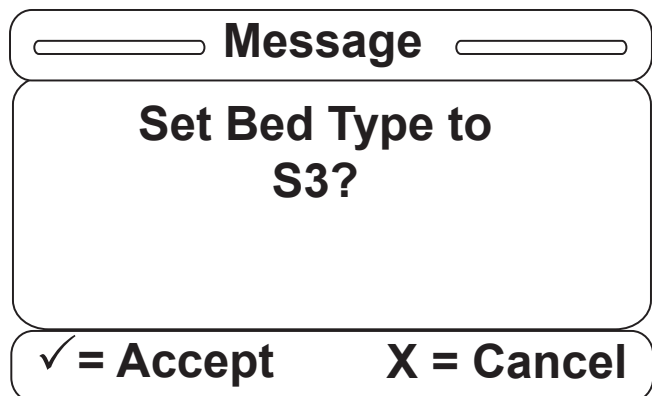 Message
Set Bed Type to
S3?
✓= Accept X = Cancel